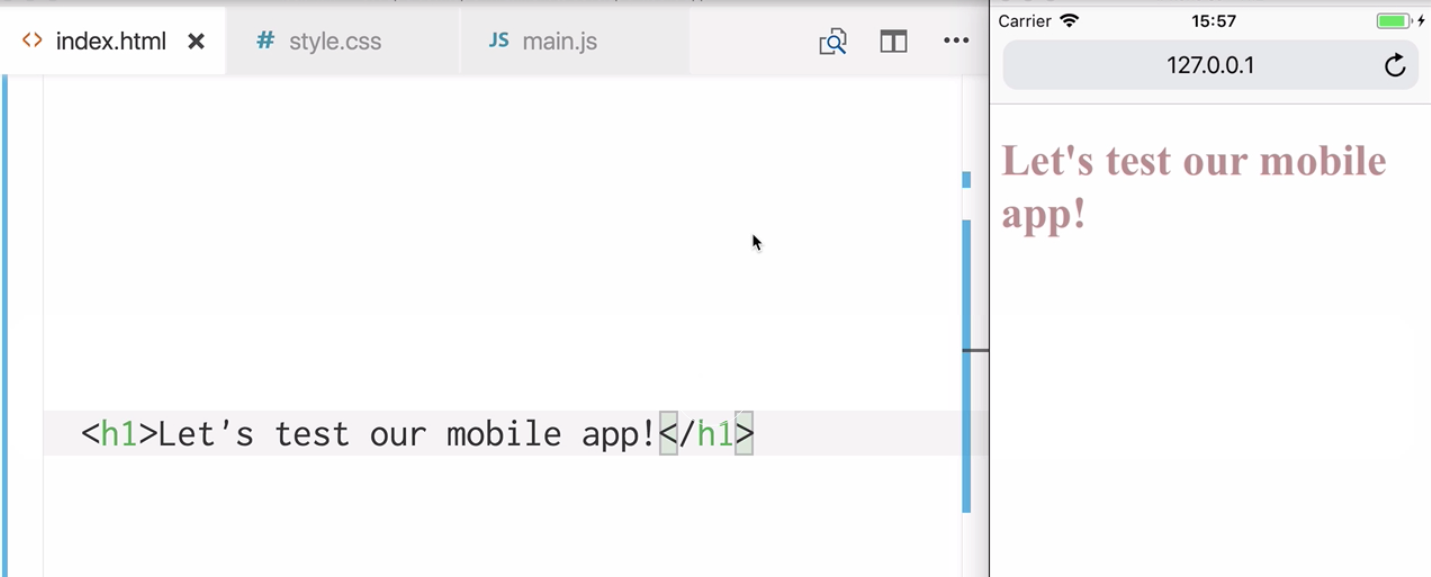 index.html
style.css
JS main.js
<h1>Let's test our mobile app!</h1>
Carrier 15:57
127.0.0.1
Let's test our mobile
app!